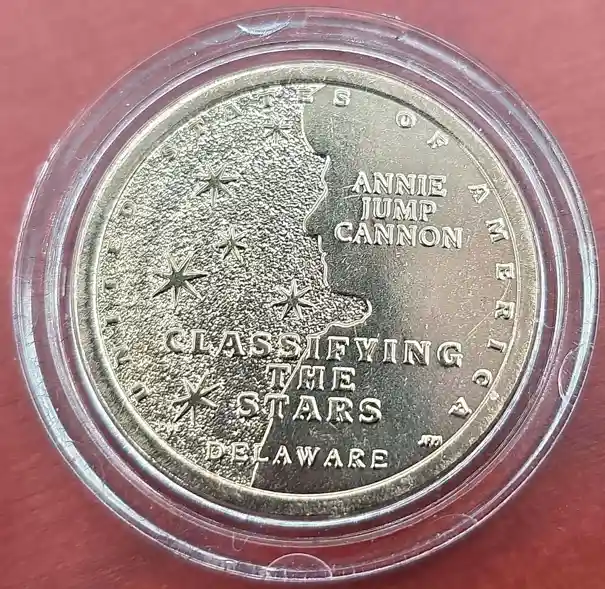 UNITED STATES OF AMERICA
ANNIE
JUMP
CANNON
CLASSIFYING
THE
STARS
DELAWARE